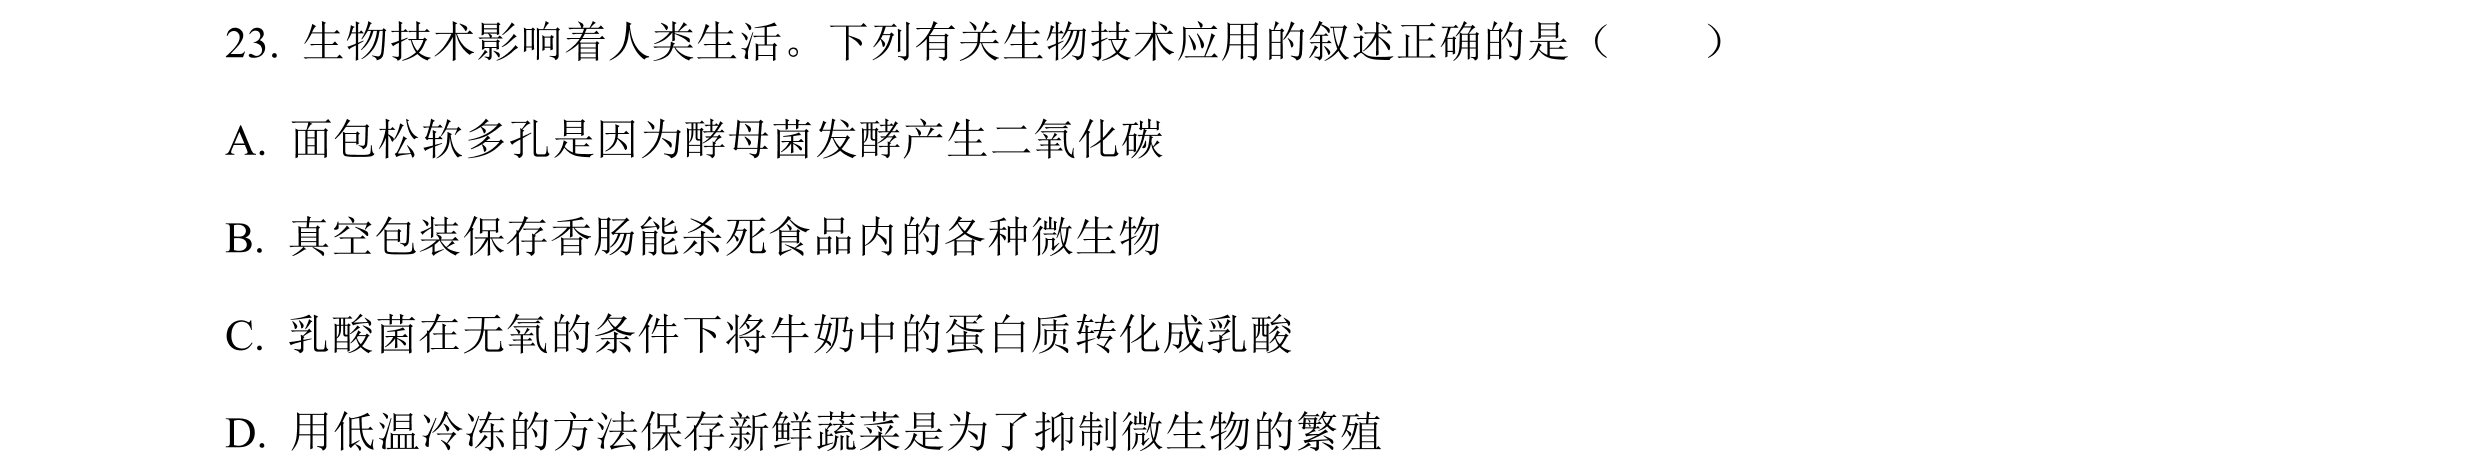 23. 生物技术影响着人类生活。下列有关生物技术应用的叙述正确的是（　　）
A. 面包松软多孔是因为酵母菌发酵产生二氧化碳
B. 真空包装保存香肠能杀死食品内的各种微生物
C. 乳酸菌在无氧的条件下将牛奶中的蛋白质转化成乳酸
D. 用低温冷冻的方法保存新鲜蔬菜是为了抑制微生物的繁殖